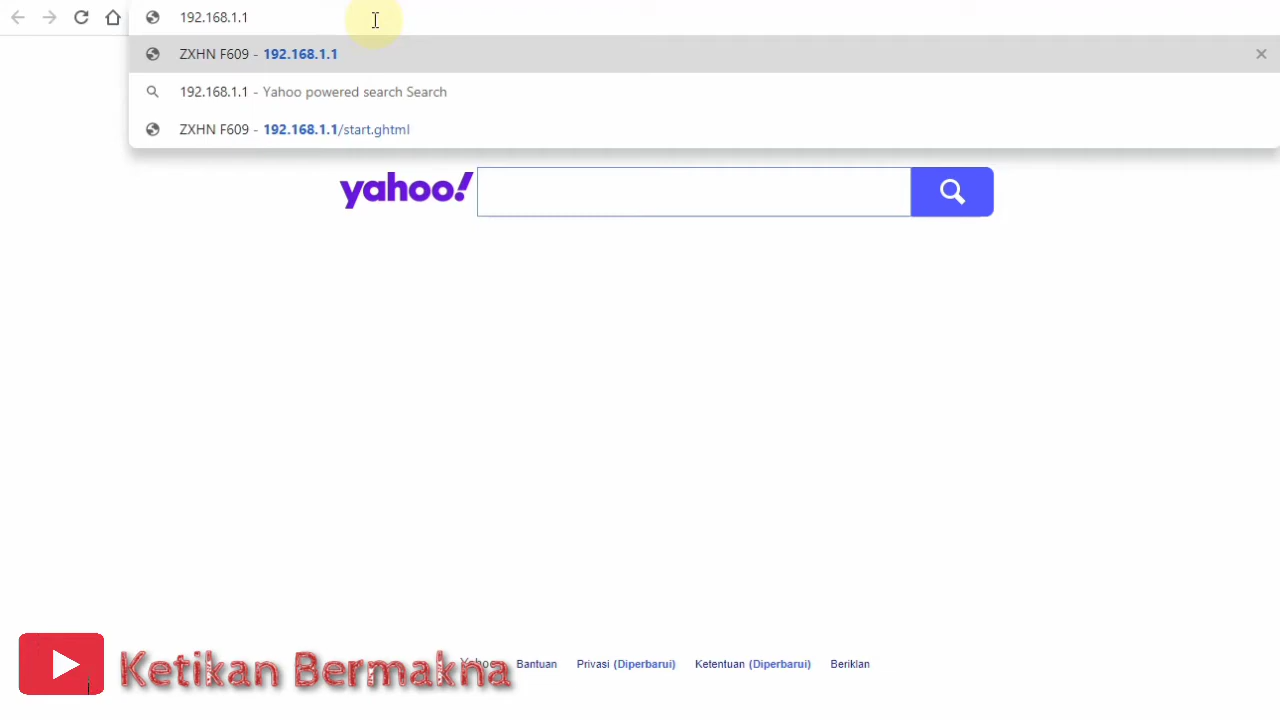 192.168.1.1
ZXHN F609 - 192.168.1.1
192.168.1.1 - Yahoo powered search Search
ZXHN F609 - 192.168.1.1/start.ghtml
yahoo!
Bantuan Privasi (Diperbarui) Ketentuan (Diperbarui) Beriklan
Ketikan Bermakna